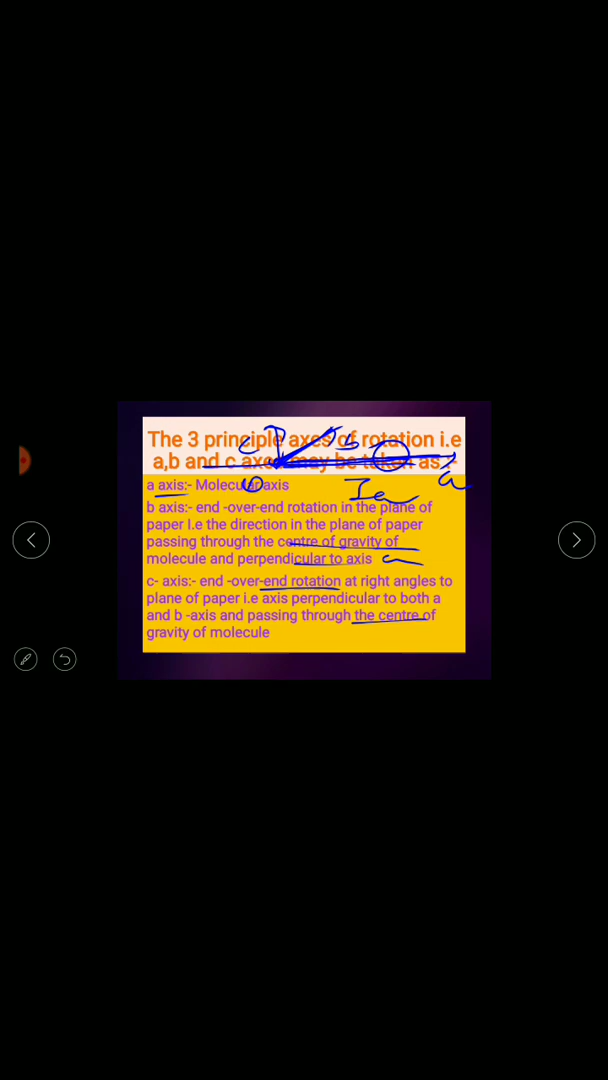 The 3 principle axes of rotation i.e
a,b and c axes may be taken as :-
a axis:- Molecular axis
b axis:- end -over-end rotation in the plane of
paper I.e the direction in the plane of paper
passing through the centre of gravity of
molecule and perpendicular to axis a
c- axis:- end -over-end rotation at right angles to
plane of paper i.e axis perpendicular to both a
and b -axis and passing through the centre of
gravity of molecule
c
b
a